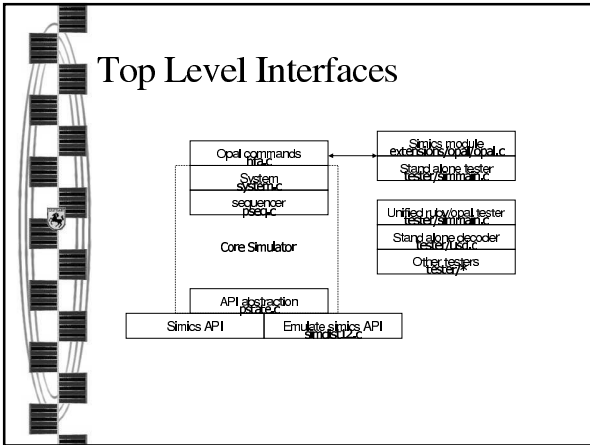 Top Level Interfaces
Opal commands
hfa.c
System
system.c
sequencer
pseq.c
Core Simulator
API abstraction
pstate.c
Simics API
Emulate simics API
simdist12.c
Simics module
extensions/opal/opal.c
Stand alone tester
tester/simmain.c
Unified ruby/opal tester
tester/simmain.c
Stand alone decoder
tester/usd.c
Other testers
tester/*